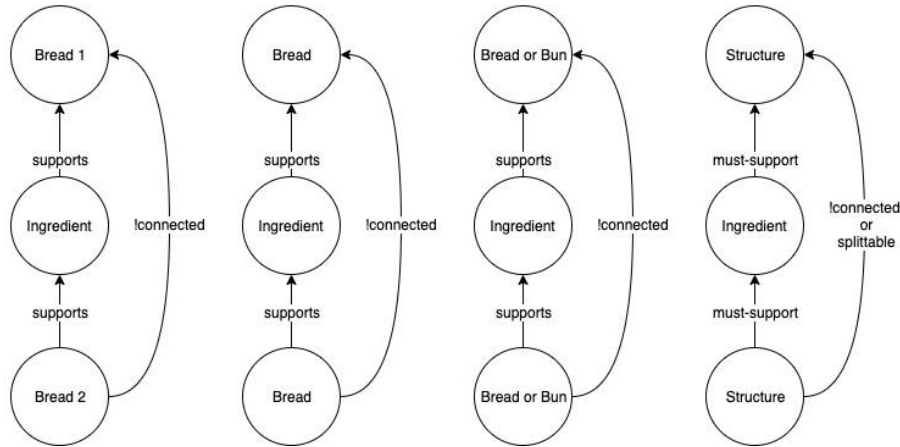 Bread 1
Bread
Bread or Bun
Structure
supports
supports
supports
must-support
Ingredient
!connected
Ingredient
!connected
Ingredient
!connected
Ingredient
!connected
or
splittable
supports
supports
supports
must-support
Bread 2
Bread
Bread or Bun
Structure